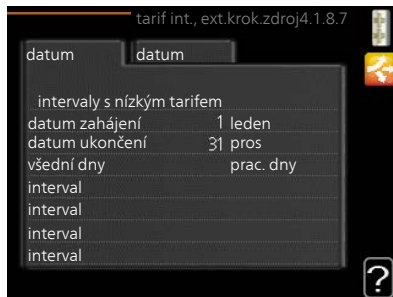 tarif int., ext.krok.zdroj4.1.8.7
datum datum
intervaly s nízkým tarifem
datum zahájení 1 leden
datum ukončení 31 pros
všední dny prac. dny
interval
interval
interval
interval
?